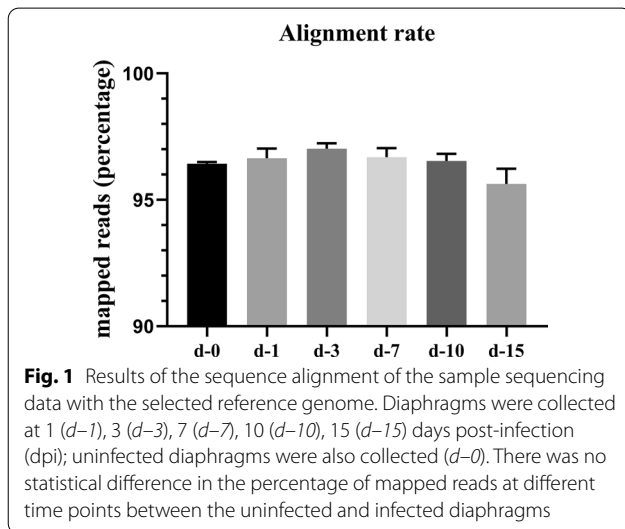 Alignment rate
mapped reads (percentage)
100
95
90
d-0 d-1 d-3 d-7 d-10 d-15
Fig. 1 Results of the sequence alignment of the sample sequencing
data with the selected reference genome. Diaphragms were collected
at 1 (d–1), 3 (d–3), 7 (d–7), 10 (d–10), 15 (d–15) days post-infection
(dpi); uninfected diaphragms were also collected (d–0). There was no
statistical difference in the percentage of mapped reads at different
time points between the uninfected and infected diaphragms